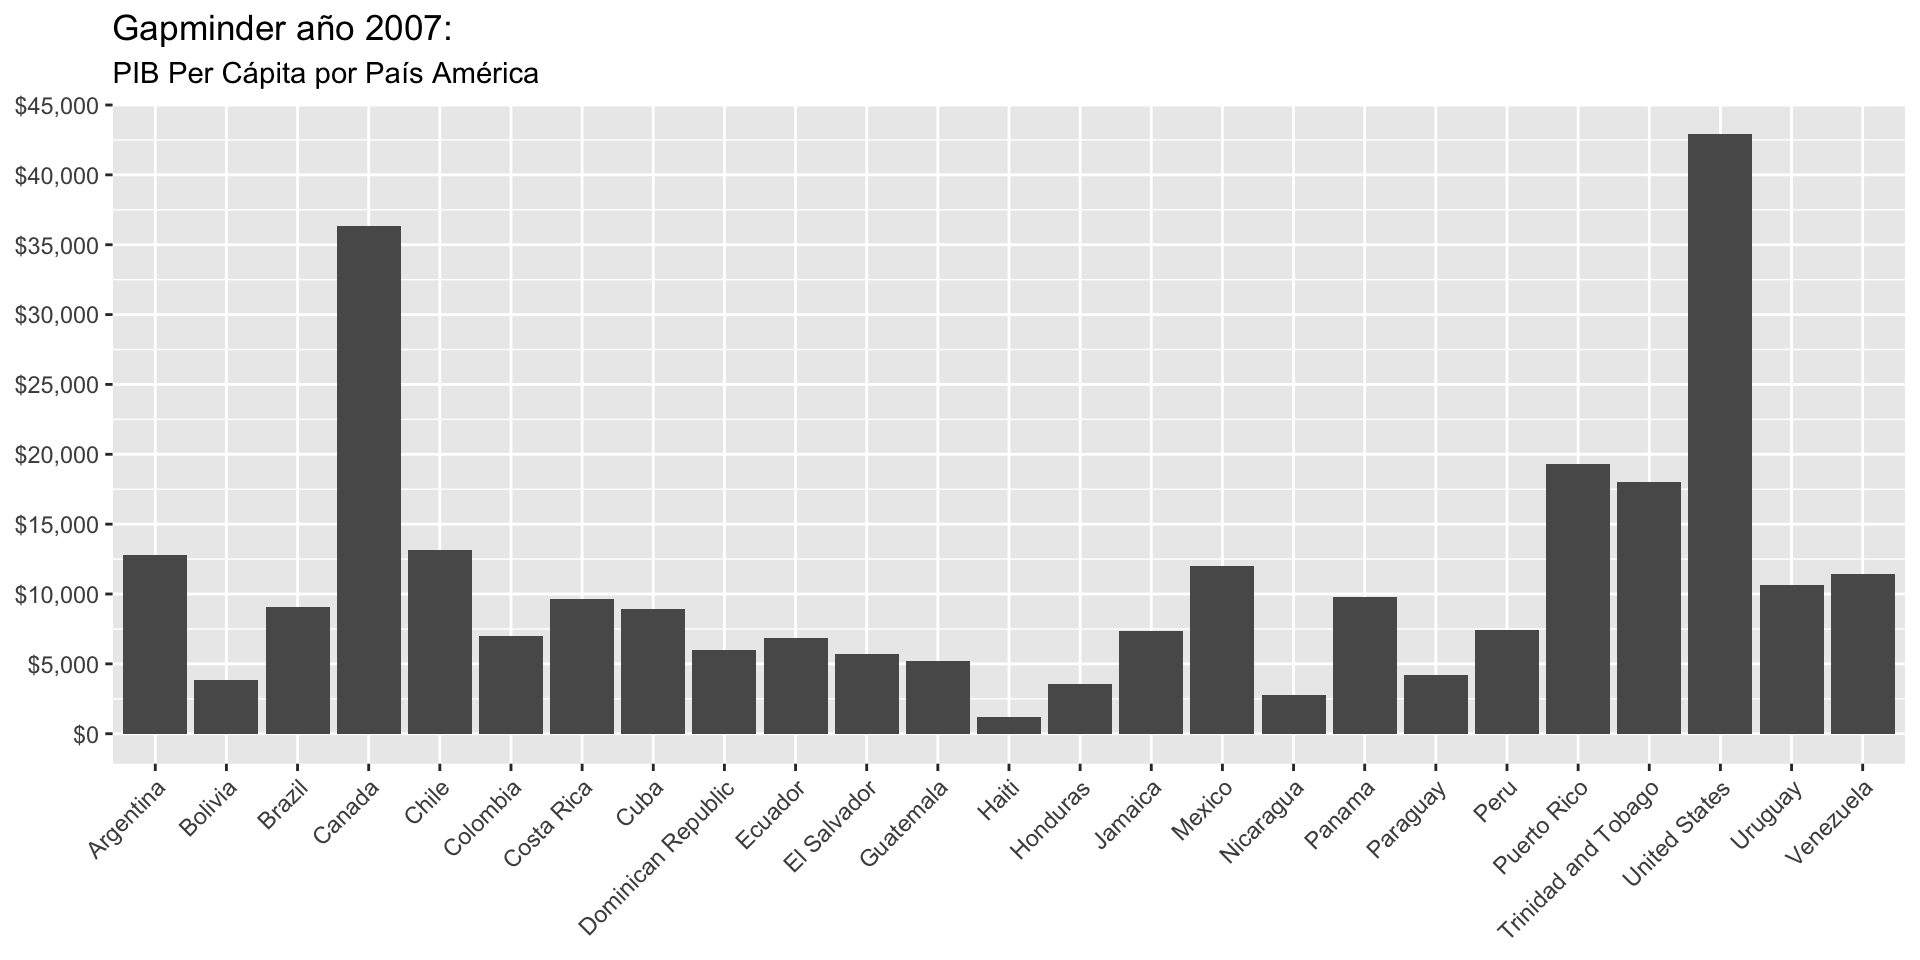 Gapminder año 2007:
PIB Per Cápita por País América
$45,000
$40,000
$35,000
$30,000
$25,000
$20,000
$15,000
$10,000
$5,000
$0
Argentina
Bolivia
Brazil
Canada
Chile
Colombia
Costa Rica
Cuba
Dominican Republic
Ecuador
El Salvador
Guatemala
Haiti
Honduras
Jamaica
Mexico
Nicaragua
Panama
Paraguay
Peru
Puerto Rico
Trinidad and Tobago
United States
Uruguay
Venezuela